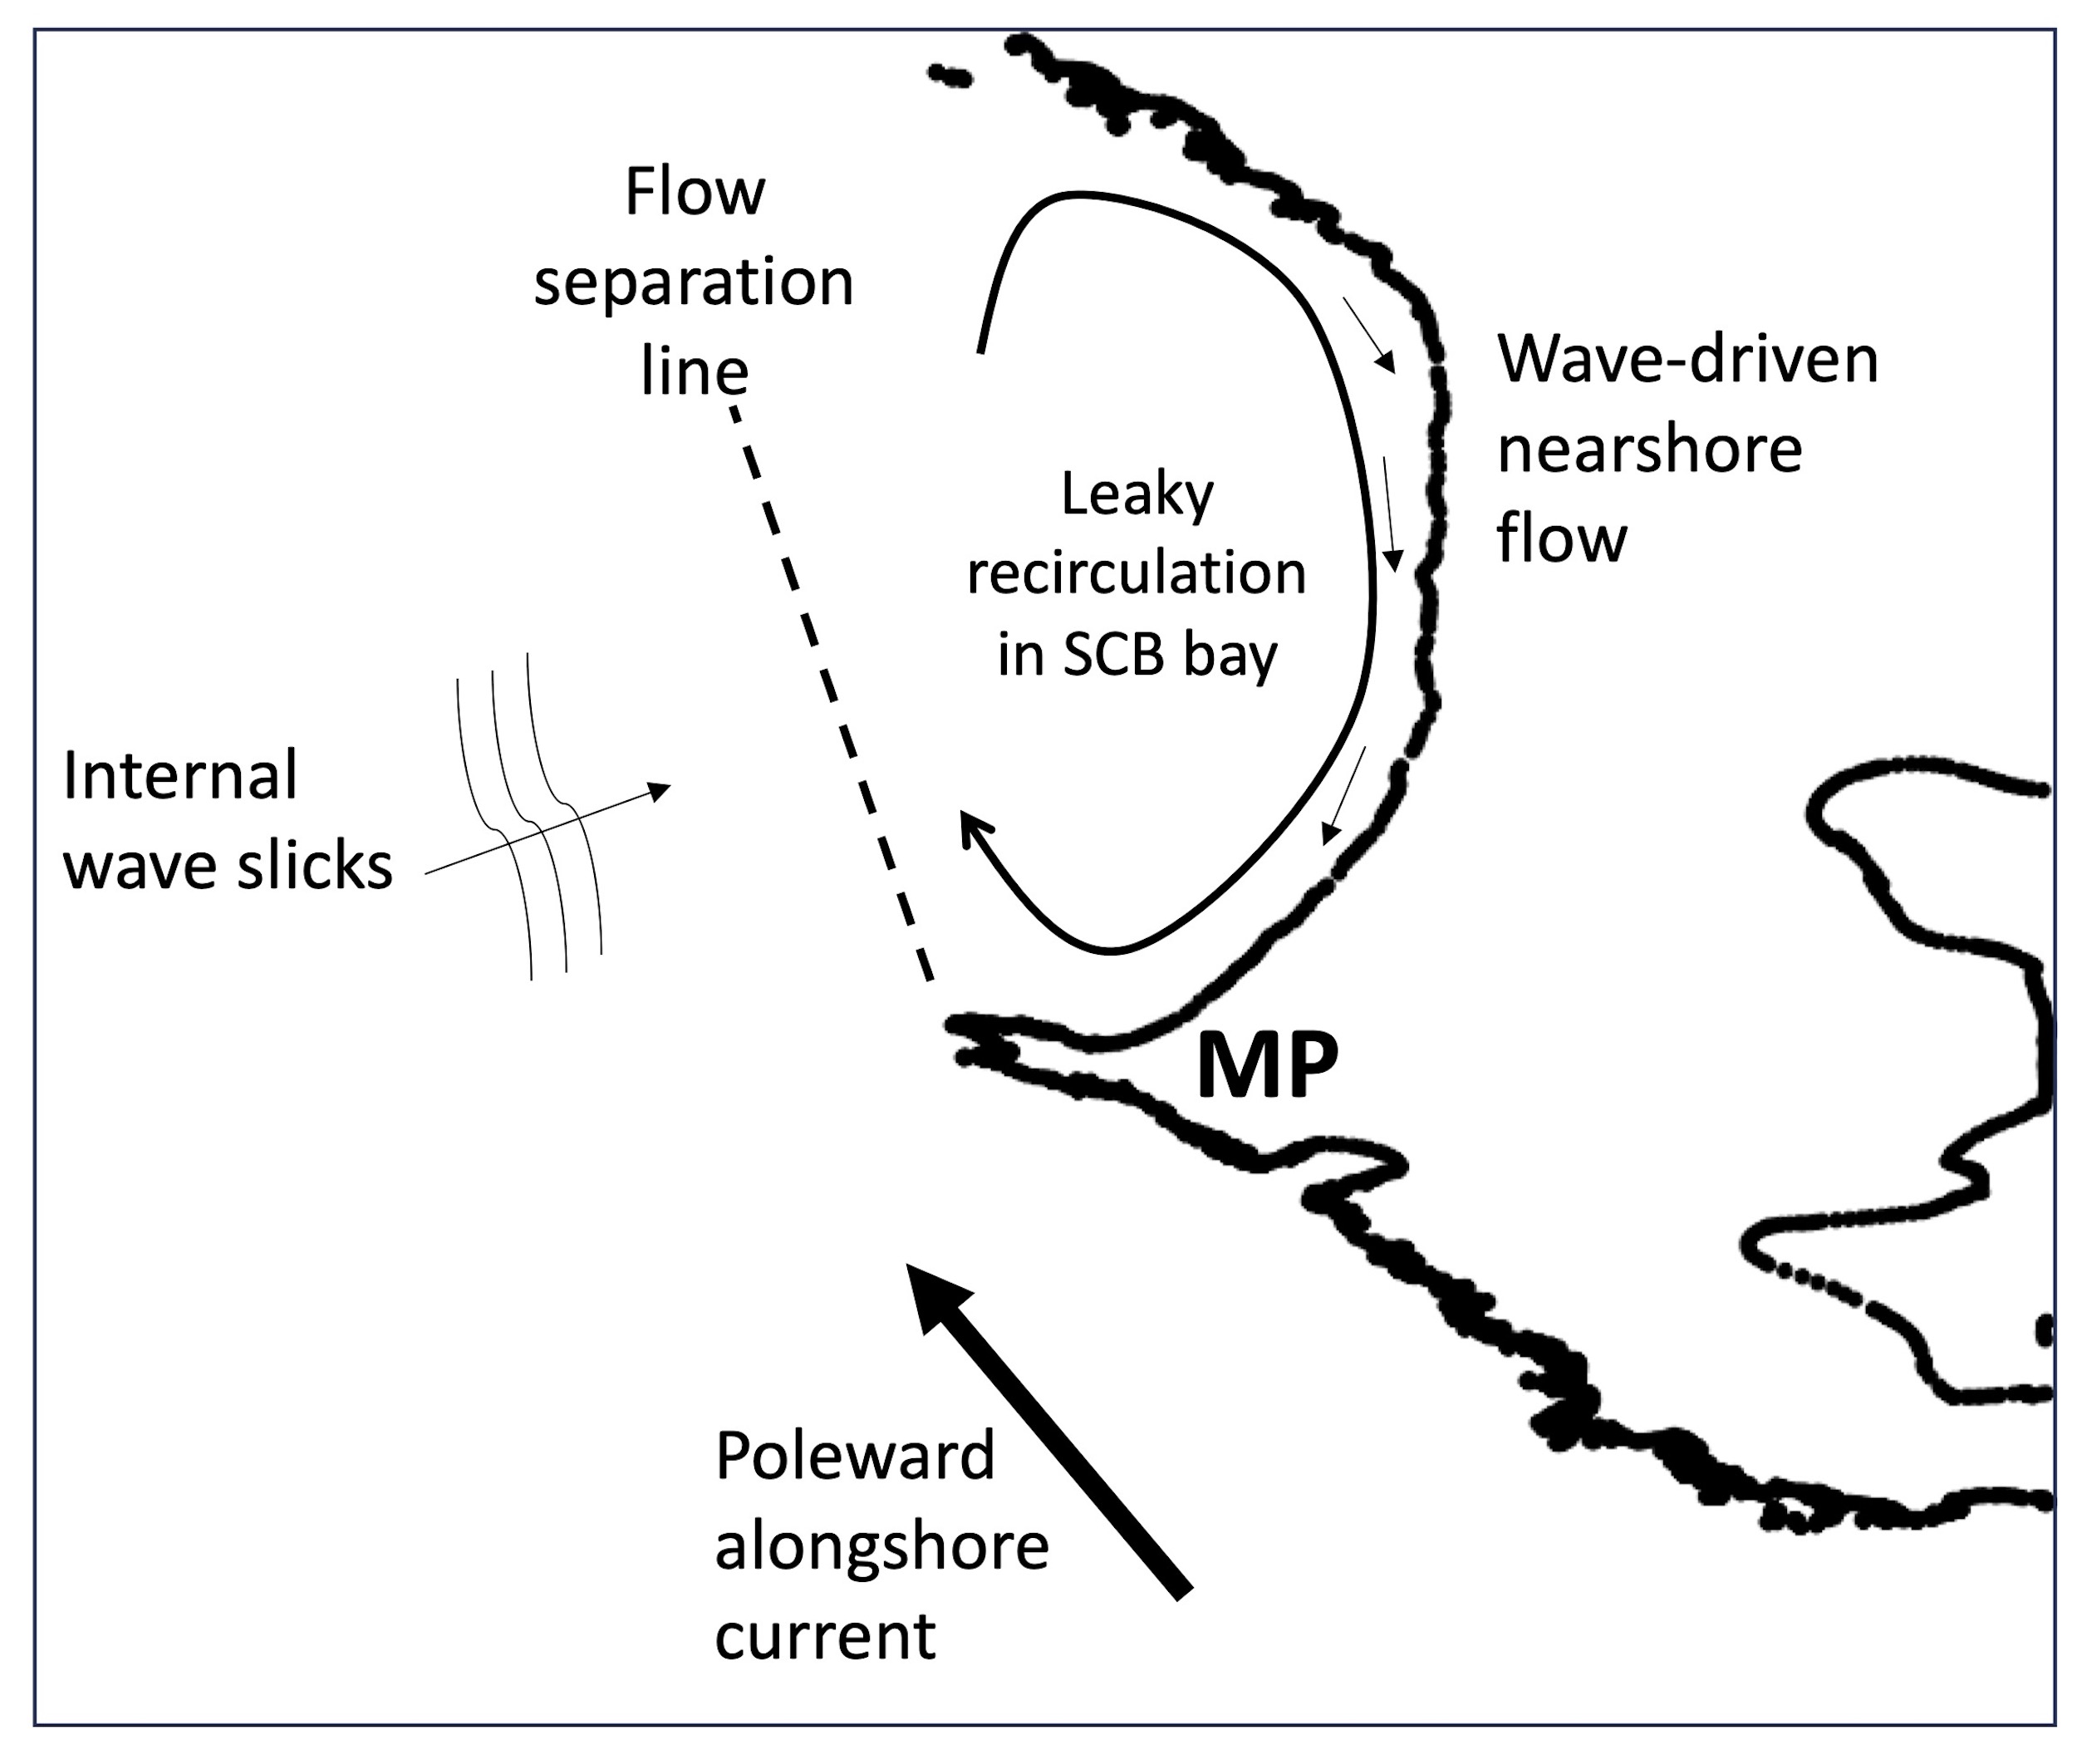 Flow
separation
line
Wave-driven
nearshore
flow
Leaky
recirculation
in SCB bay
Internal
wave slicks
MP
Poleward
alongshore
current